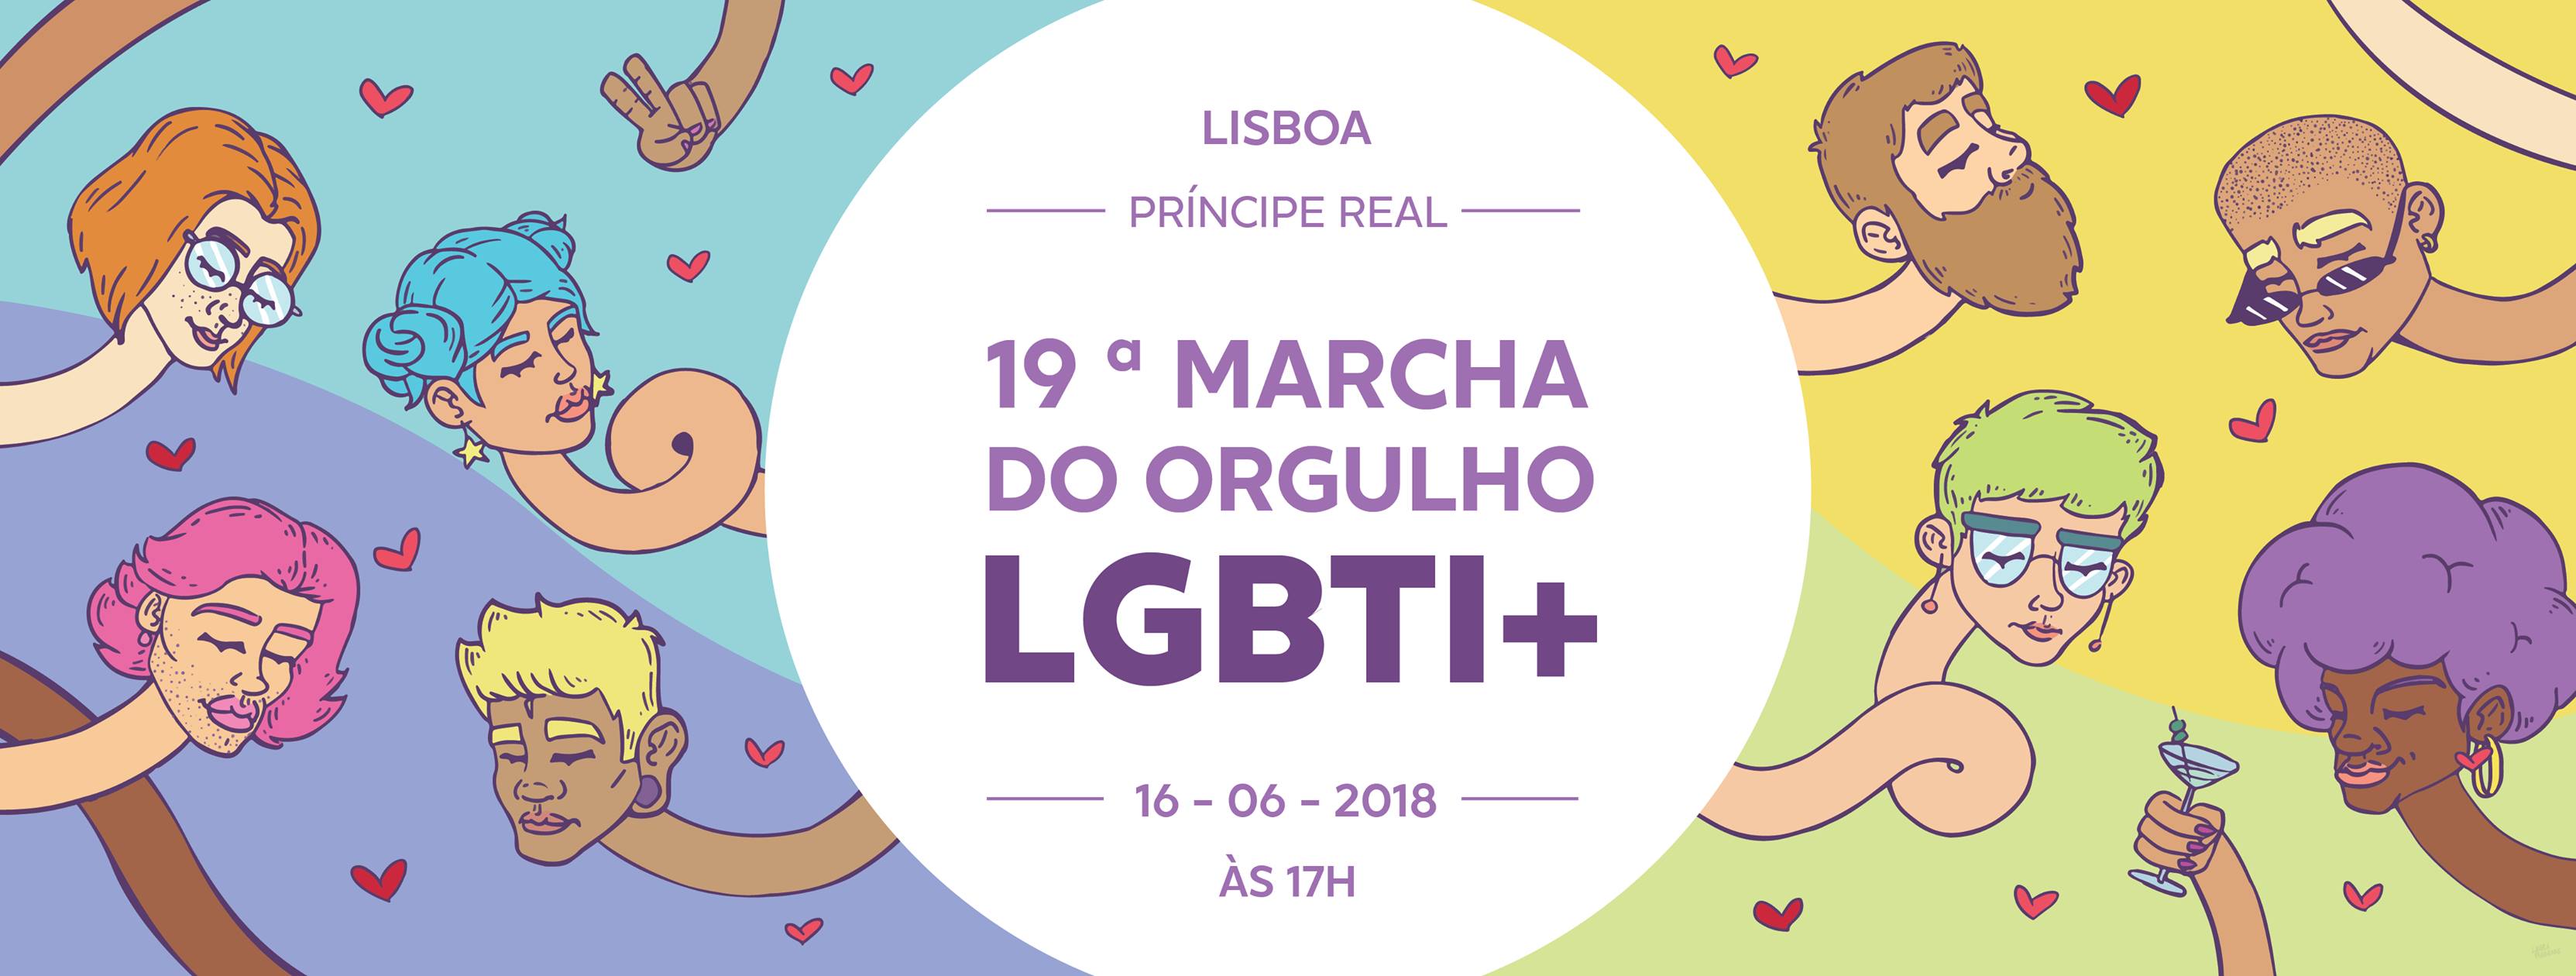 LISBOA
PRÍNCIPE REAL
19 ª MARCHA
DO ORGULHO
LGBTI+
16 - 06 - 2018
ÀS 17H